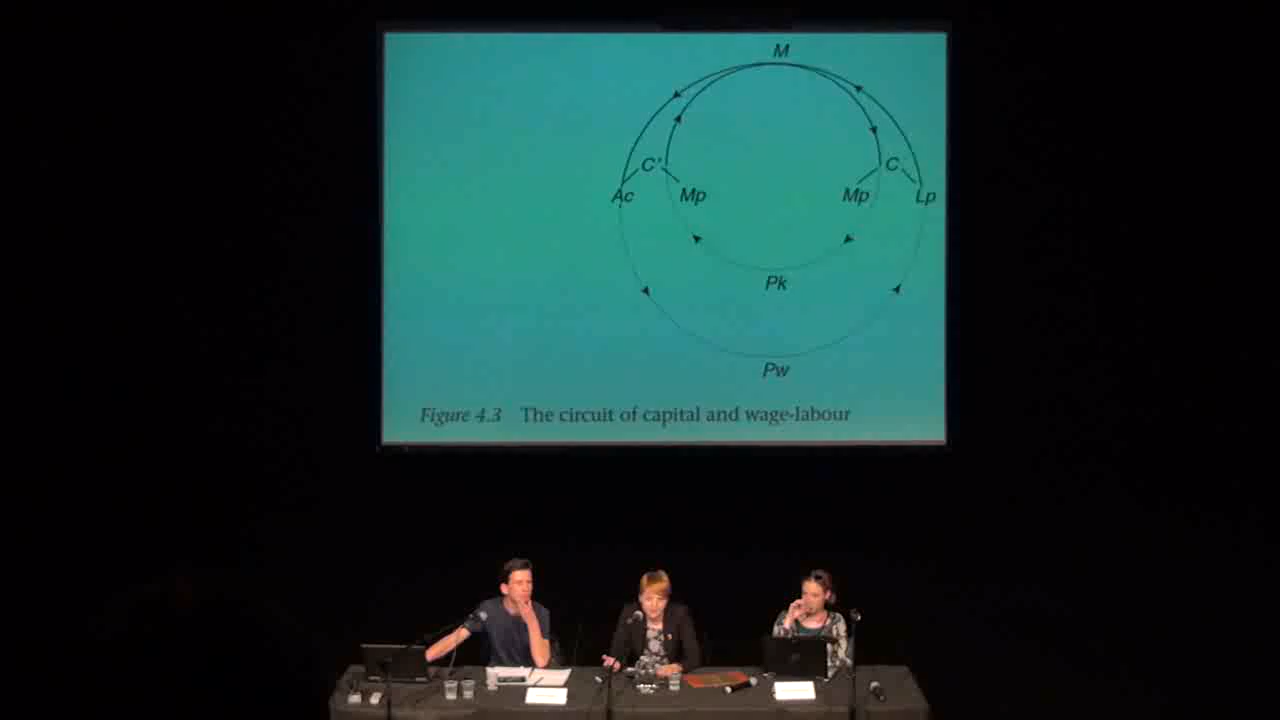 M
C' C
Ac Mp Mp Lp
Pk
Pw
Figure 4.3 The circuit of capital and wage-labour